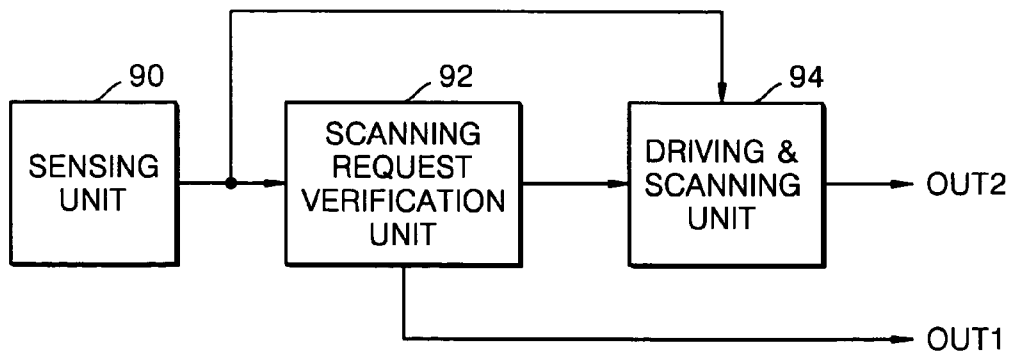 90
SENSING
UNIT
92
SCANNING
REQUEST
VERIFICATION
UNIT
94
DRIVING &
SCANNING
UNIT
OUT2
OUT1